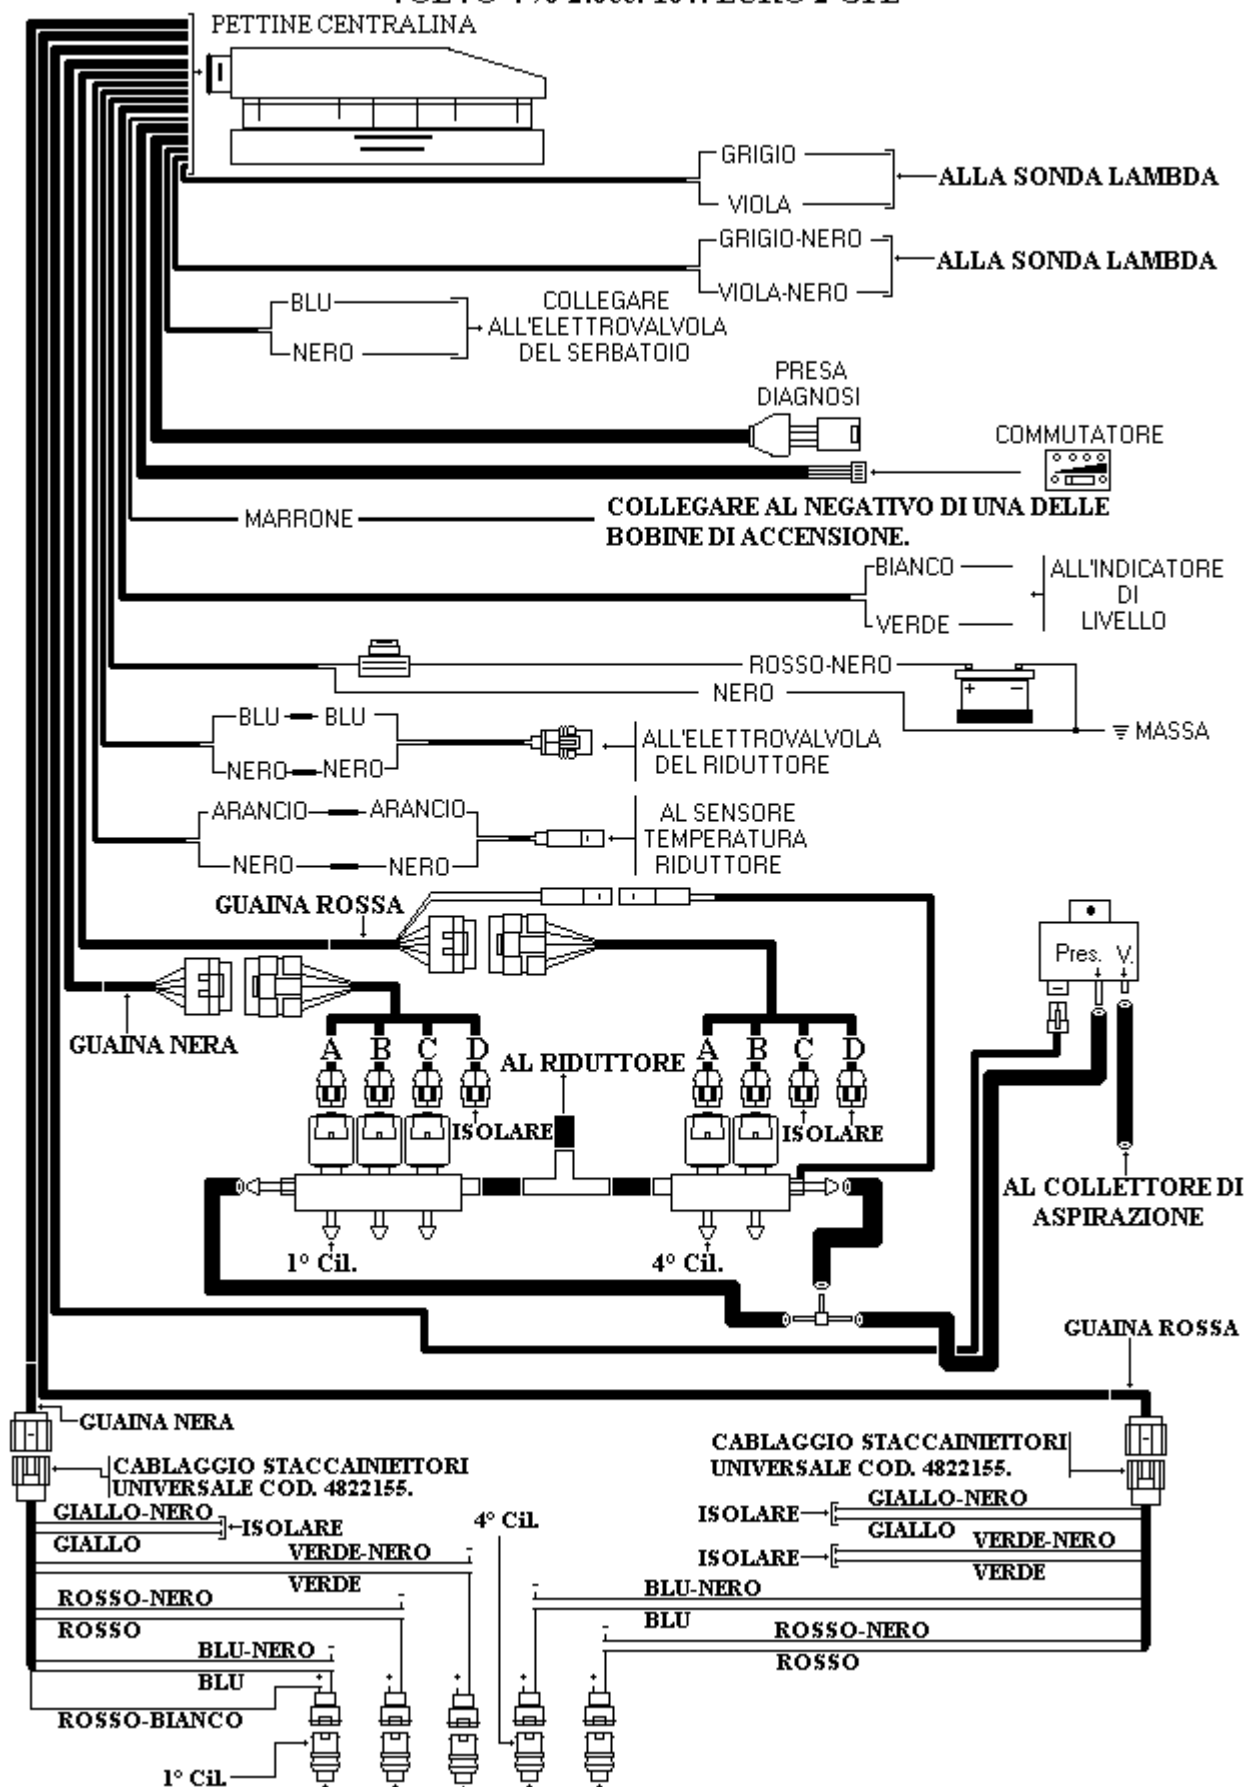 PETTINE CENTRALINA
GRIGIO
VIOLA
ALLA SONDA LAMBDA
GRIGIO-NERO
VIOLA-NERO
ALLA SONDA LAMBDA
BLU
NERO
COLLEGARE
ALL'ELETTROVALVOLA
DEL SERBATOIO
PRESA
DIAGNOSI
COMMUTATORE
MARRONE
COLLEGARE AL NEGATIVO DI UNA DELLE
BOBINE DI ACCENSIONE.
BIANCO
VERDE
ALL'INDICATORE
DI
LIVELLO
ROSSO-NERO
NERO
+ −
MASSA
BLU BLU
NERO NERO
ALL'ELETTROVALVOLA
DEL RIDUTTORE
ARANCIO ARANCIO
NERO NERO
AL SENSORE
TEMPERATURA
RIDUTTORE
GUAINA ROSSA
GUAINA NERA
Pres. V.
A B C D
AL RIDUTTORE
A B C D
ISOLARE
ISOLARE
AL COLLETTORE DI
ASPIRAZIONE
1° Cil.
4° Cil.
GUAINA ROSSA
GUAINA NERA
CABLAGGIO STACCAINIETTORI
UNIVERSALE COD. 4822155.
CABLAGGIO STACCAINIETTORI
UNIVERSALE COD. 4822155.
GIALLO-NERO
ISOLARE
GIALLO
VERDE-NERO
VERDE
ROSSO-NERO
ROSSO
BLU-NERO
BLU
ROSSO-BIANCO
1° Cil.
4° Cil.
GIALLO-NERO
ISOLARE
GIALLO
VERDE-NERO
ISOLARE
VERDE
BLU-NERO
BLU
ROSSO-NERO
ROSSO